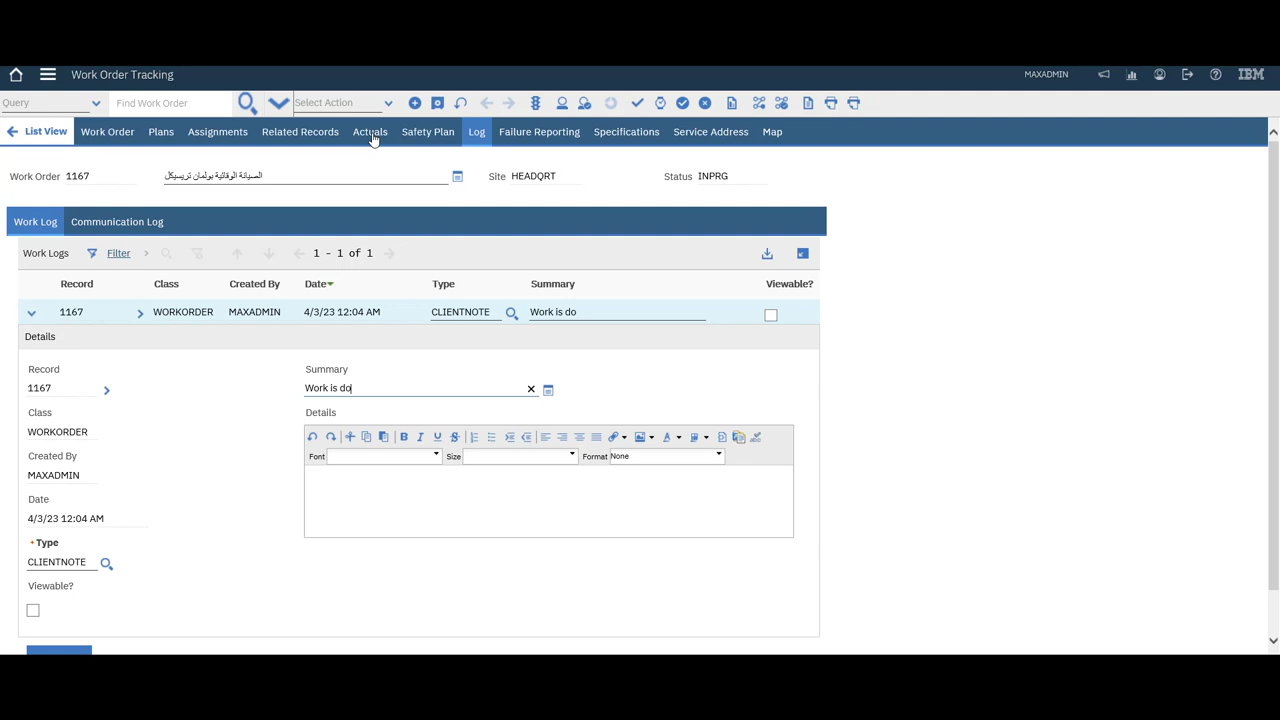 Work Order Tracking
MAXADMIN
IBM
Query
Find Work Order
Select Action
List View Work Order Plans Assignments Related Records Actuals Safety Plan Log Failure Reporting Specifications Service Address Map
Work Order 1167 الصيانة الوقائية بولمان تريسيكل Site HEADQRT Status INPRG
Work Log Communication Log
Work Logs Filter 1 - 1 of 1
Record Class Created By Date Type Summary Viewable?
1167 WORKORDER MAXADMIN 4/3/23 12:04 AM CLIENTNOTE Work is do
Details
Record
1167
Class
WORKORDER
Created By
MAXADMIN
Date
4/3/23 12:04 AM
Type
CLIENTNOTE
Viewable?
Summary
Work is do
Details
Font Size Format None